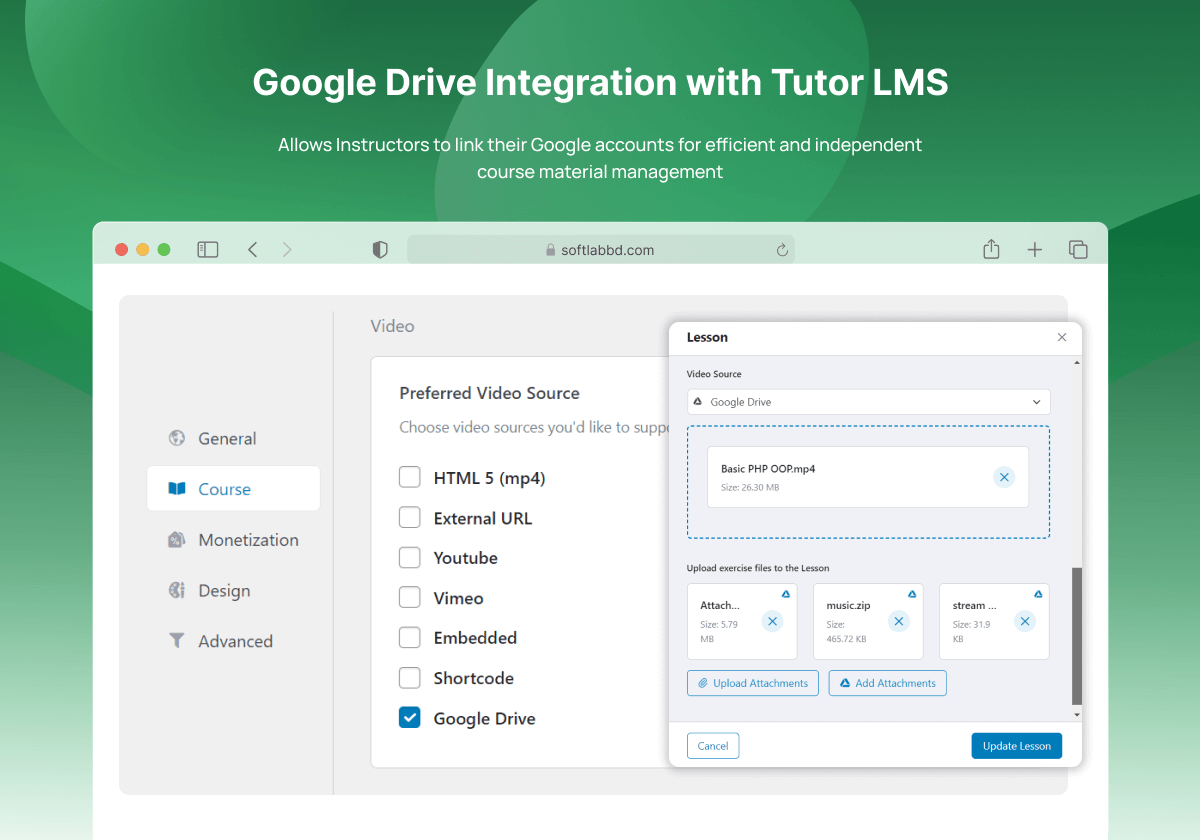 Google Drive Integration with Tutor LMS
Allows Instructors to link their Google accounts for efficient and independent
course material management
softlabbd.com
General
Course
Monetization
Design
Advanced
Video
Preferred Video Source
Choose video sources you'd like to suppo
HTML 5 (mp4)
External URL
Youtube
Vimeo
Embedded
Shortcode
Google Drive
Lesson
Video Source
Google Drive
Basic PHP OOP.mp4
Size: 26.30 MB
Upload exercise files to the Lesson
Attach...
Size: 5.79
MB
music.zip
Size:
465.72 KB
stream ...
Size: 31.9
KB
Upload Attachments
Add Attachments
Cancel
Update Lesson